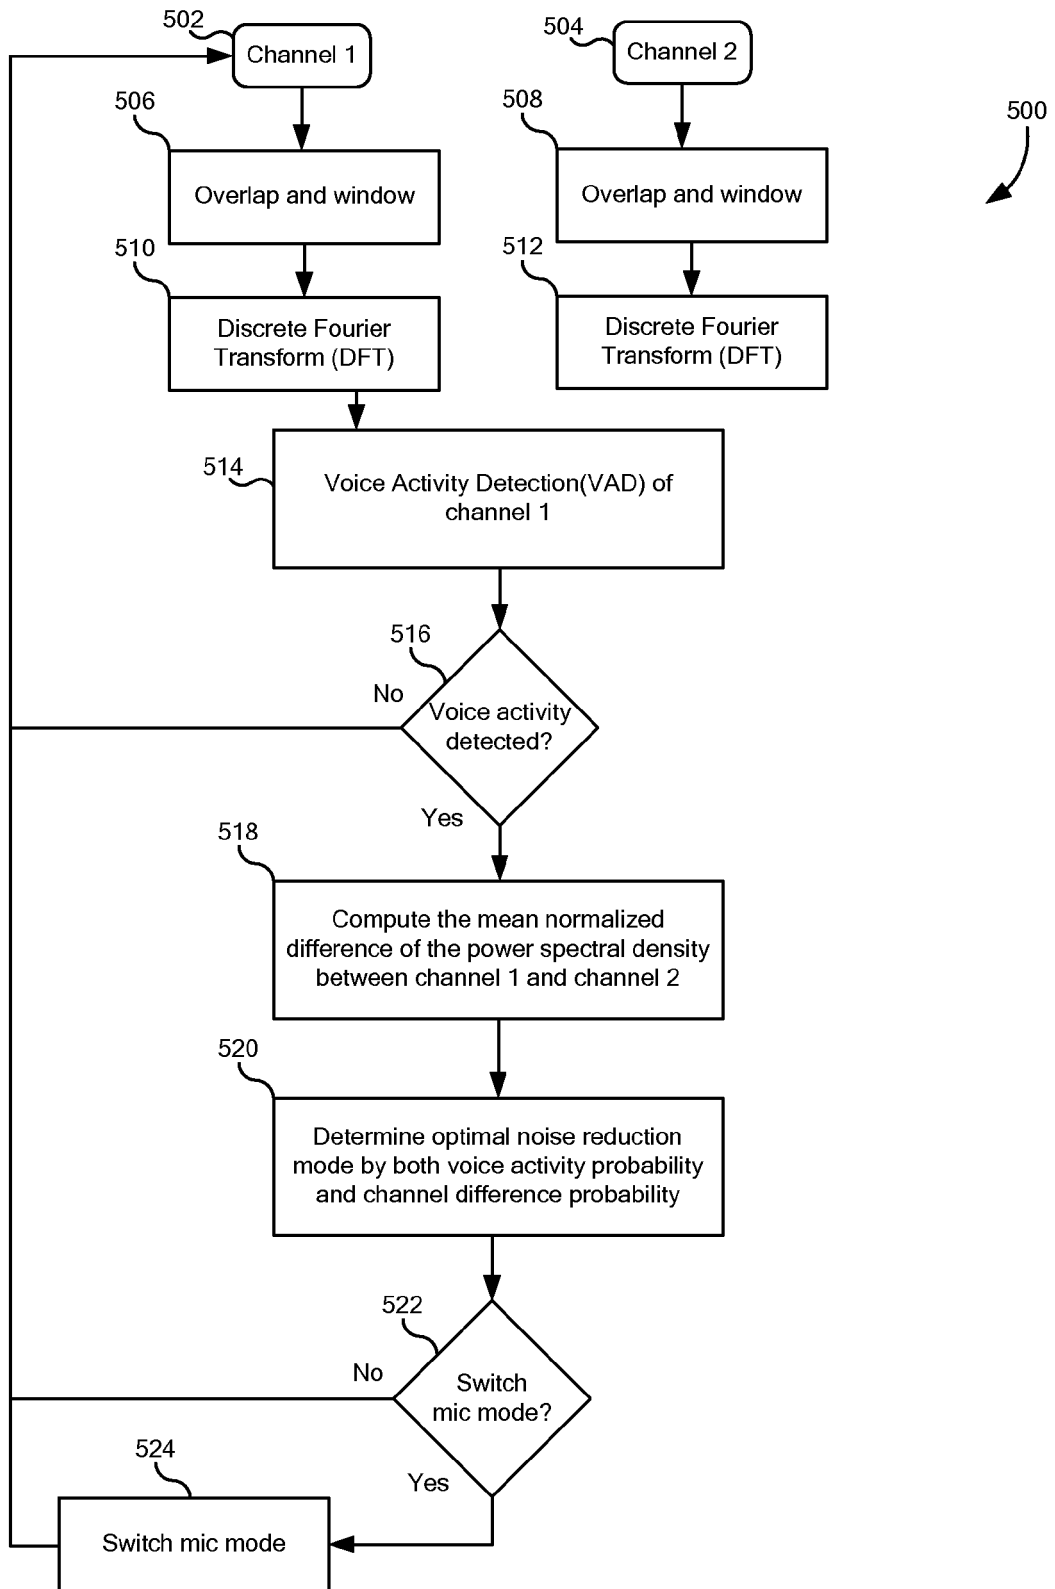 502
Channel 1
504
Channel 2
500
506
Overlap and window
508
Overlap and window
510
Discrete Fourier
Transform (DFT)
512
Discrete Fourier
Transform (DFT)
514
Voice Activity Detection(VAD) of
channel 1
516
No
Voice activity
detected?
Yes
518
Compute the mean normalized
difference of the power spectral density
between channel 1 and channel 2
520
Determine optimal noise reduction
mode by both voice activity probability
and channel difference probability
522
No
Switch
mic mode?
Yes
524
Switch mic mode